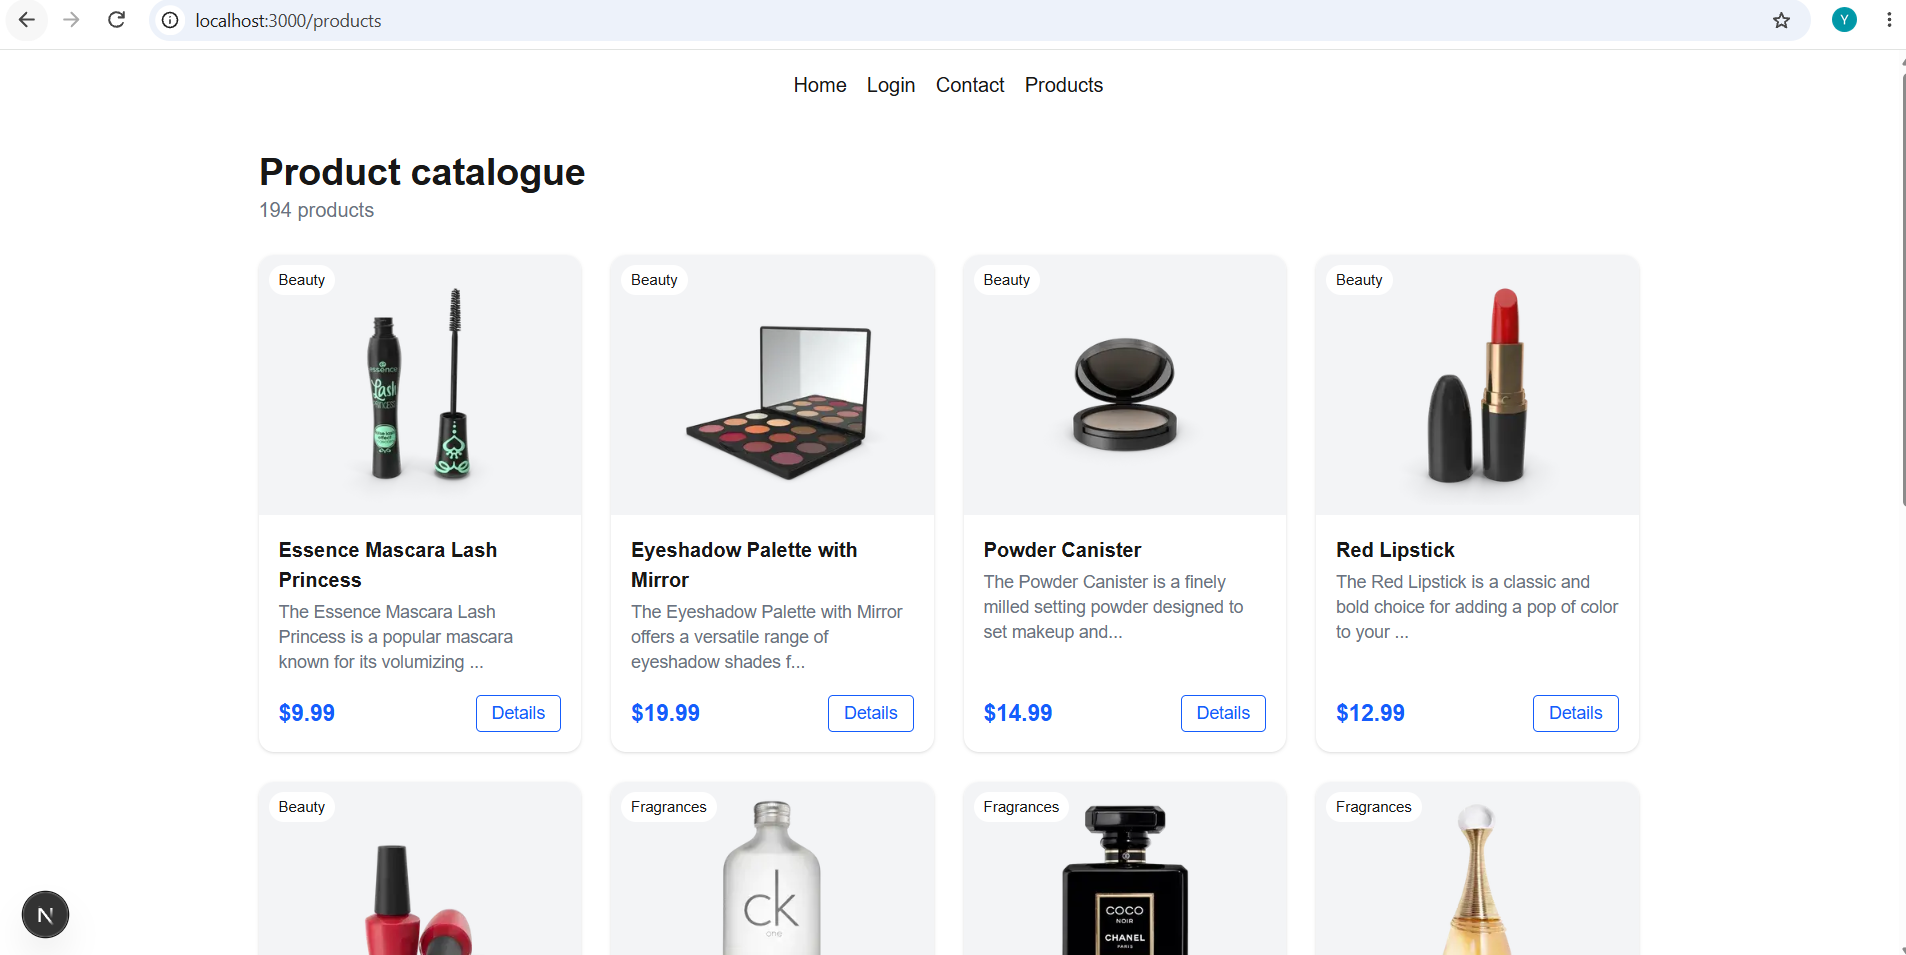 localhost:3000/products
Y
Home Login Contact Products
Product catalogue
194 products
Beauty
essence
Lash
PRINCESS
Essence Mascara Lash
Princess
The Essence Mascara Lash
Princess is a popular mascara
known for its volumizing ...
$9.99
Details
Beauty
Eyeshadow Palette with
Mirror
The Eyeshadow Palette with Mirror
offers a versatile range of
eyeshadow shades f...
$19.99
Details
Beauty
Powder Canister
The Powder Canister is a finely
milled setting powder designed to
set makeup and...
$14.99
Details
Beauty
Red Lipstick
The Red Lipstick is a classic and
bold choice for adding a pop of color
to your ...
$12.99
Details
Beauty
Fragrances
ck
one
Fragrances
COCO
NOIR
CHANEL
PARIS
Fragrances
N